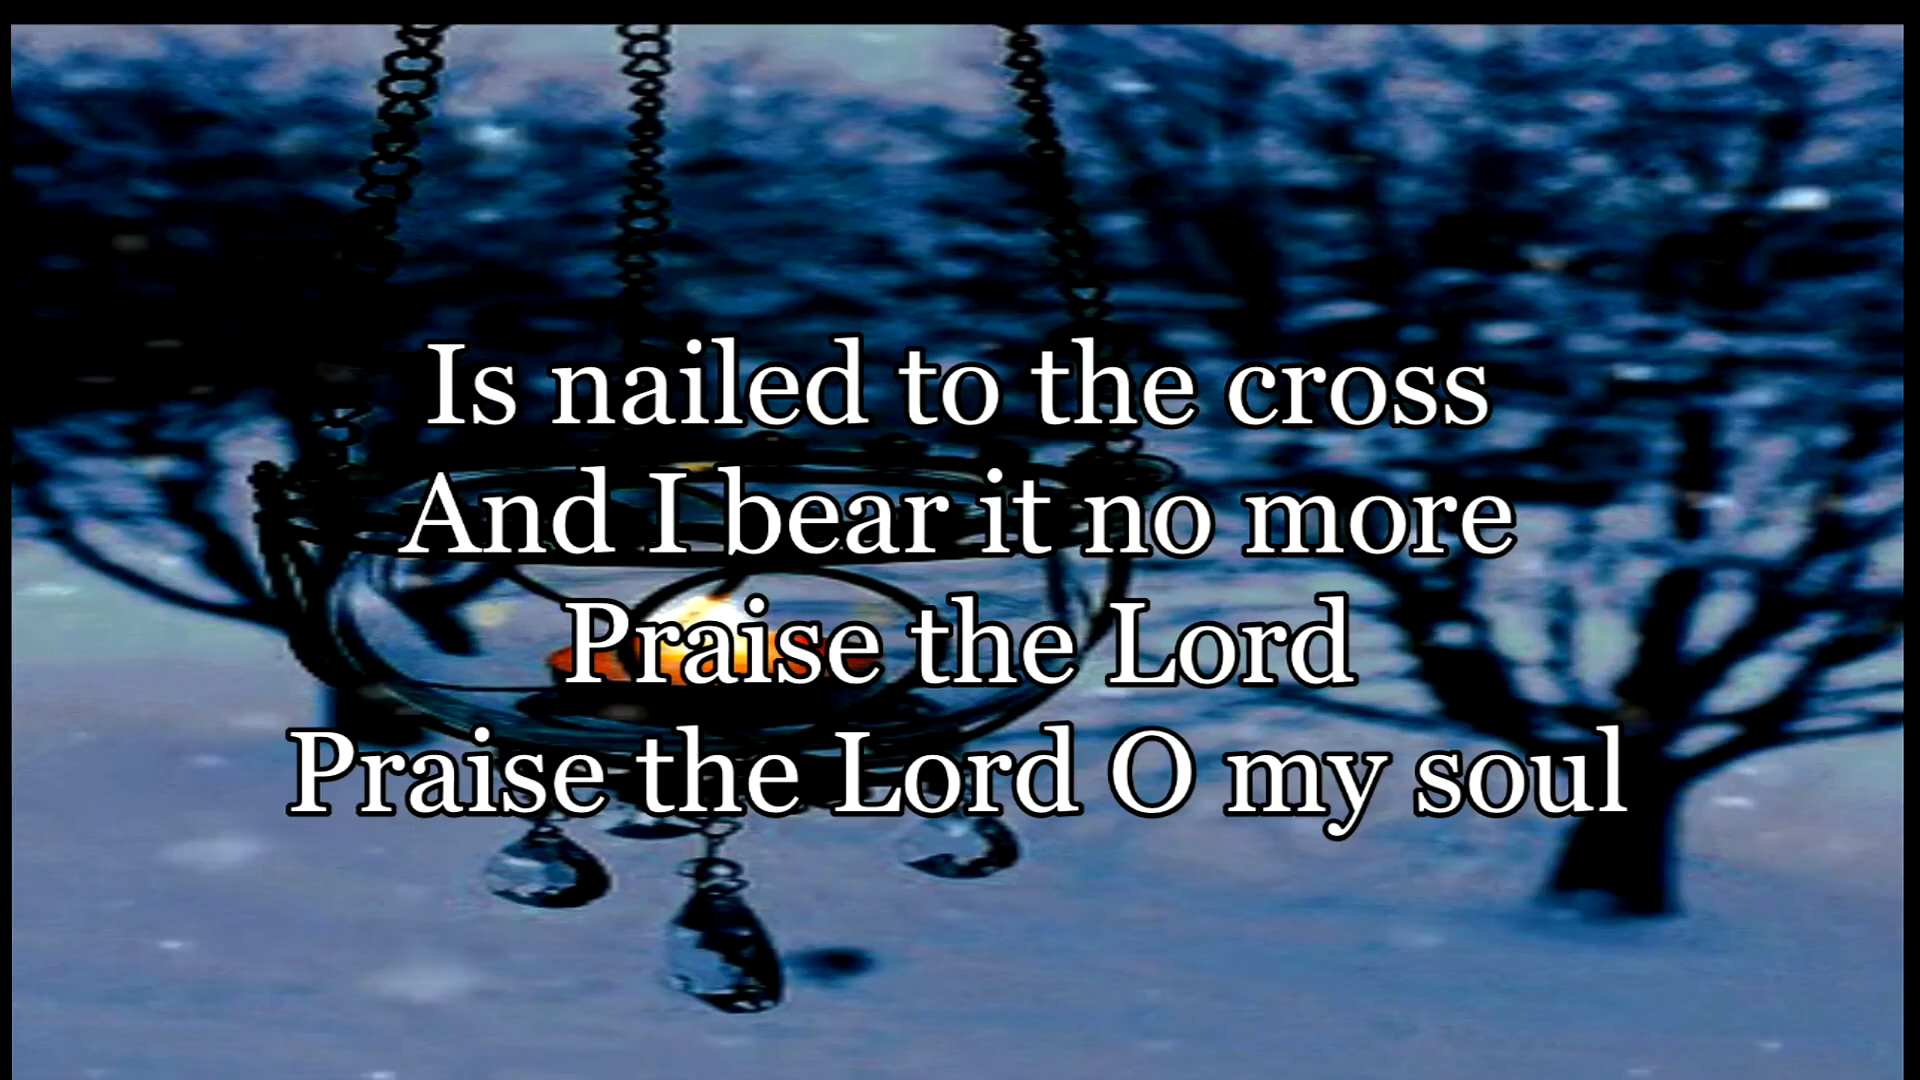 Is nailed to the cross
And I bear it no more
Praise the Lord
Praise the Lord O my soul